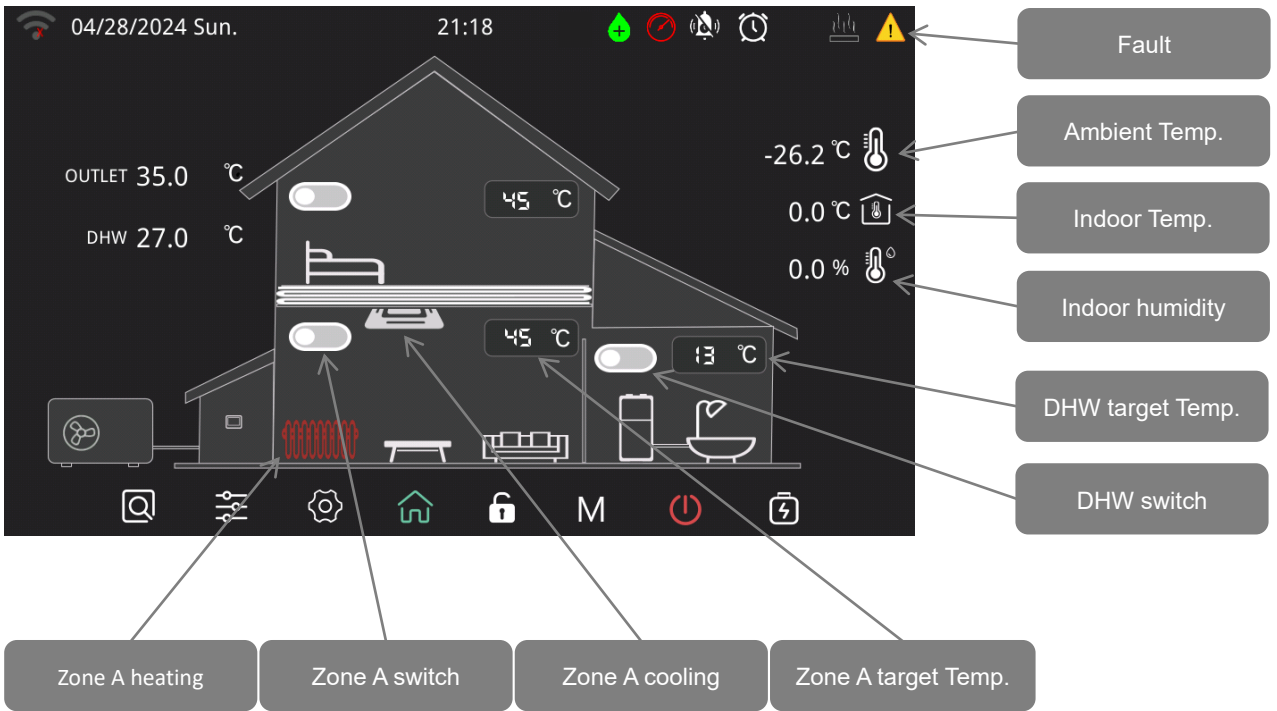 04/28/2024 Sun.
21:18
Fault
Ambient Temp.
-26.2 ℃
OUTLET 35.0 ℃
45 ℃
0.0 ℃
Indoor Temp.
DHW 27.0 ℃
0.0 %
Indoor humidity
45 ℃
13 ℃
DHW target Temp.
DHW switch
M
Zone A heating
Zone A switch
Zone A cooling
Zone A target Temp.